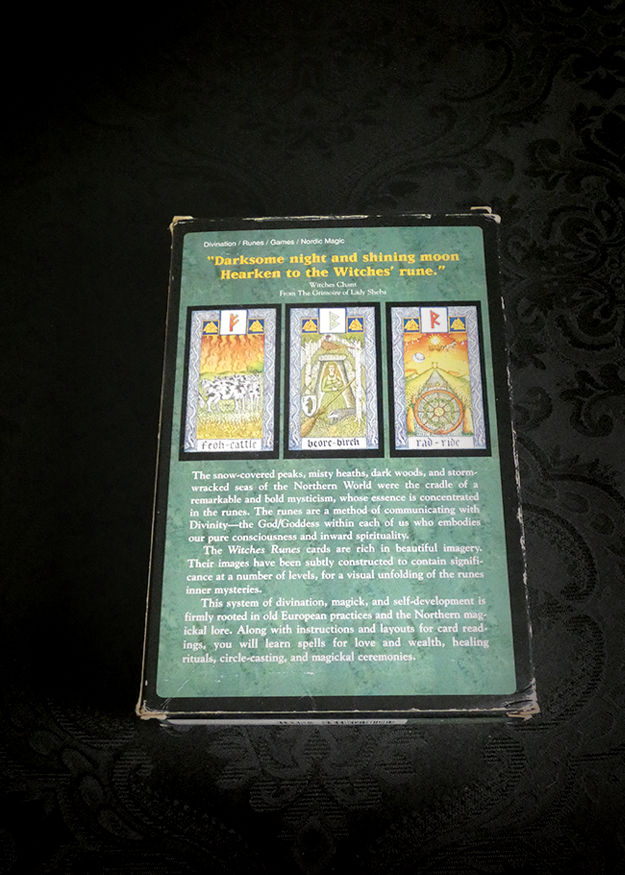 Divination / Runes / Games / Nordic Magic
"Darksome night and shining moon
Hearken to the Witches' rune."
Witches Chant
From The Grimoire of Lady Sheba
feoh-cattle
beorc-birch
rad-ride
The snow-covered peaks, misty heaths, dark woods, and storm-
wracked seas of the Northern World were the cradle of a
remarkable and bold mysticism, whose essence is concentrated
in the runes. The runes are a method of communicating with
Divinity—the God/Goddess within each of us who embodies
our pure consciousness and inward spirituality.
The Witches Runes cards are rich in beautiful imagery.
Their images have been subtly constructed to contain signifi-
cance at a number of levels, for a visual unfolding of the runes
inner mysteries.
This system of divination, magick, and self-development is
firmly rooted in old European practices and the Northern mag-
ickal lore. Along with instructions and layouts for card read-
ings, you will learn spells for love and wealth, healing
rituals, circle-casting, and magickal ceremonies.